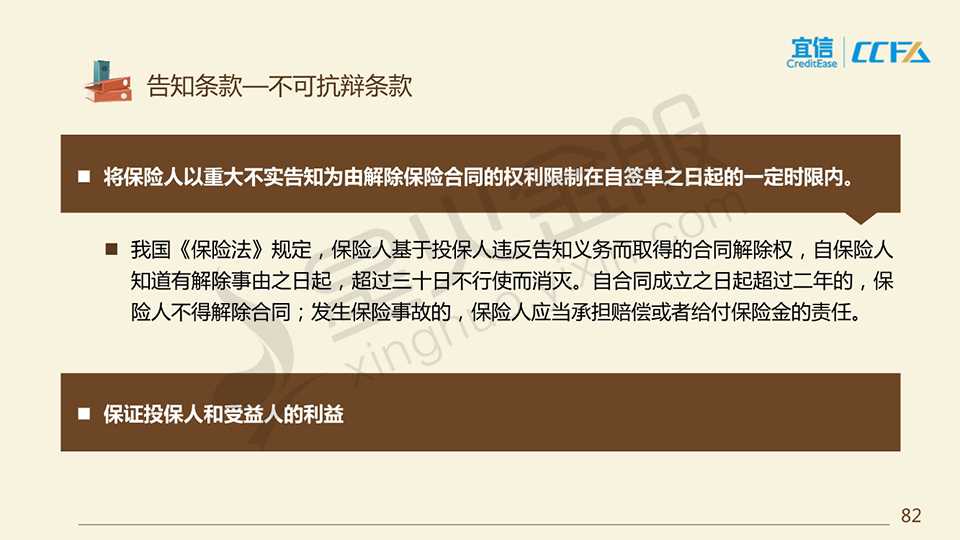 宜信
CreditEase
CCFA
告知条款—不可抗辩条款
将保险人以重大不实告知为由解除保险合同的权利限制在自签单之日起的一定时限内。
我国《保险法》规定，保险人基于投保人违反告知义务而取得的合同解除权，自保险人
知道有解除事由之日起，超过三十日不行使而消灭。自合同成立之日起超过二年的，保
险人不得解除合同；发生保险事故的，保险人应当承担赔偿或者给付保险金的责任。
保证投保人和受益人的利益
星火金服
xinghuo.yixin.com
82